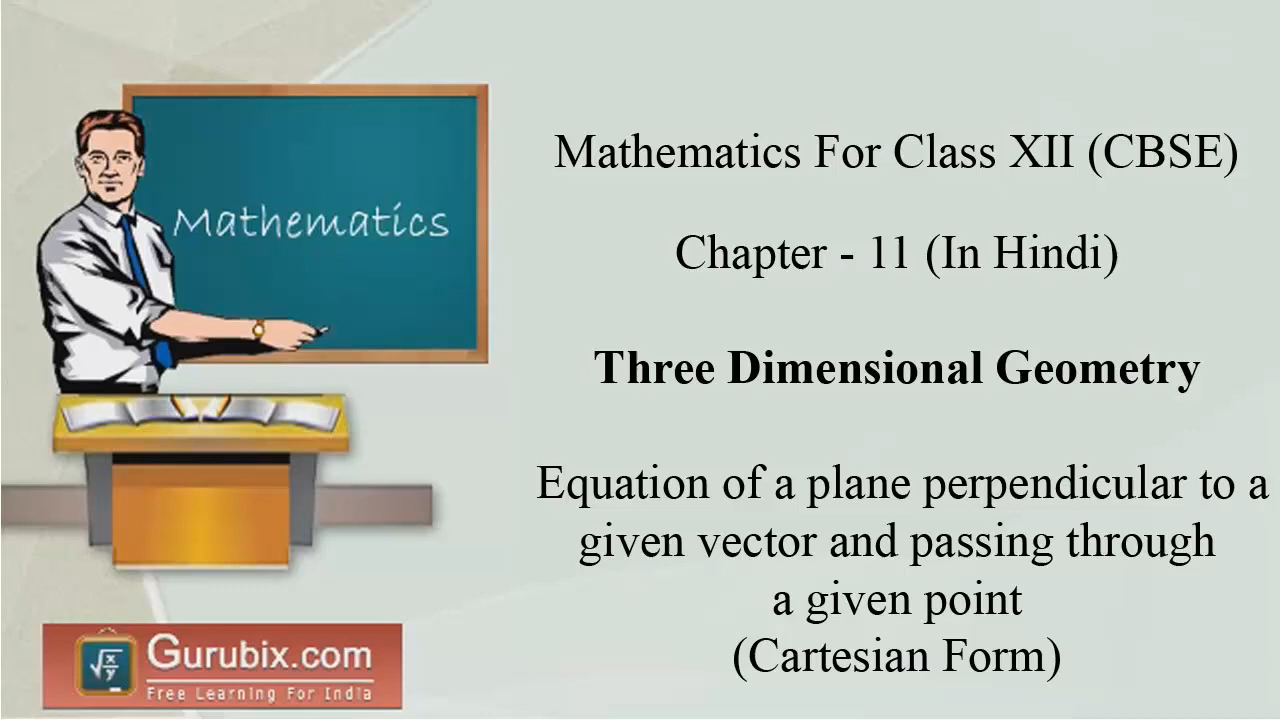 Mathematics
Mathematics For Class XII (CBSE)
Chapter - 11 (In Hindi)
Three Dimensional Geometry
Equation of a plane perpendicular to a
given vector and passing through
a given point
(Cartesian Form)
√x/y
Gurubix.com
Free Learning For India